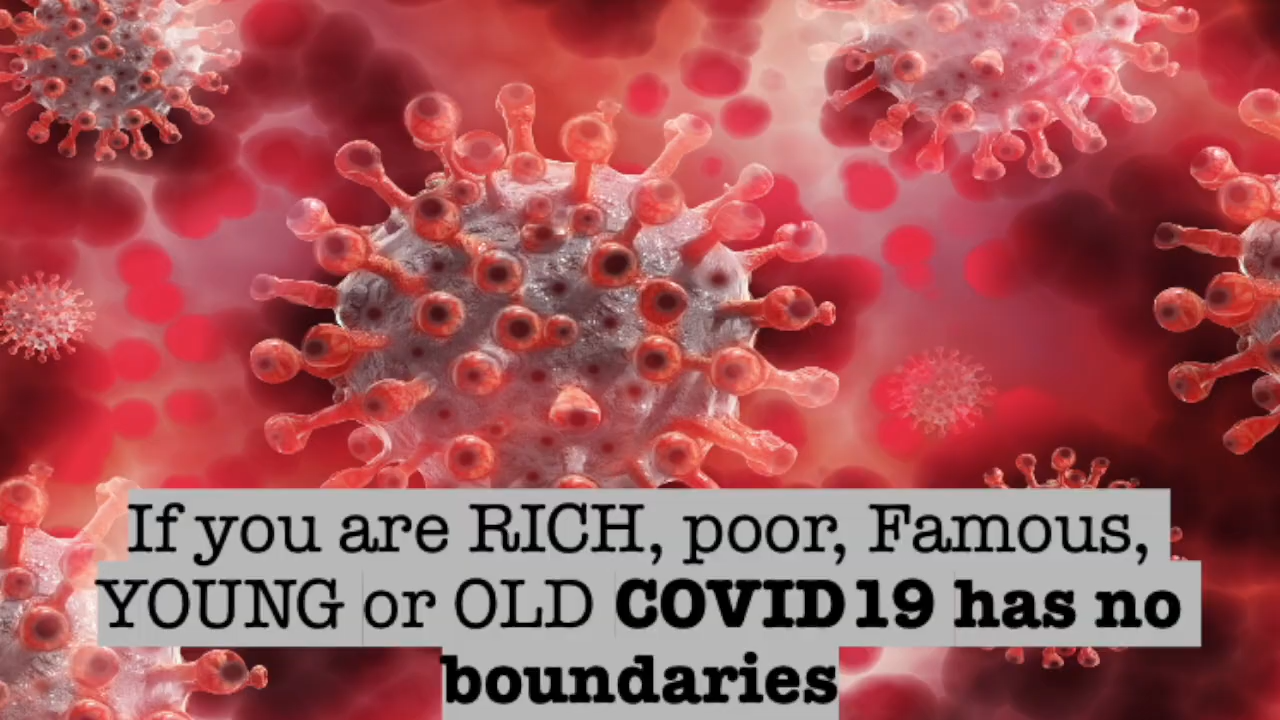 If you are RICH, poor, Famous,
YOUNG or OLD COVID19 has no
boundaries